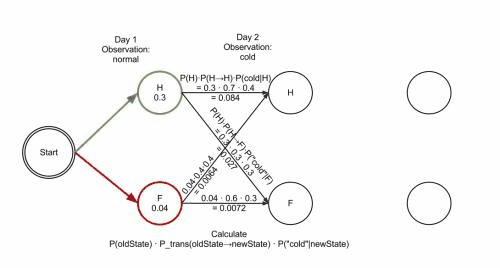 Day 1
Observation:
normal
Day 2
Observation:
cold
P(H)·P(H→H)·P(cold|H)
= 0.3 · 0.7 · 0.4
= 0.084
H
0.3
H
P(H)·P(H→F)·P("cold"|F)
= 0.3 · 0.3 · 0.3
= 0.027
Start
0.04·0.4·0.4
= 0.0064
F
0.04
0.04 · 0.6 · 0.3
= 0.0072
F
Calculate
P(oldState) · P_trans(oldState→newState) · P("cold"|newState)